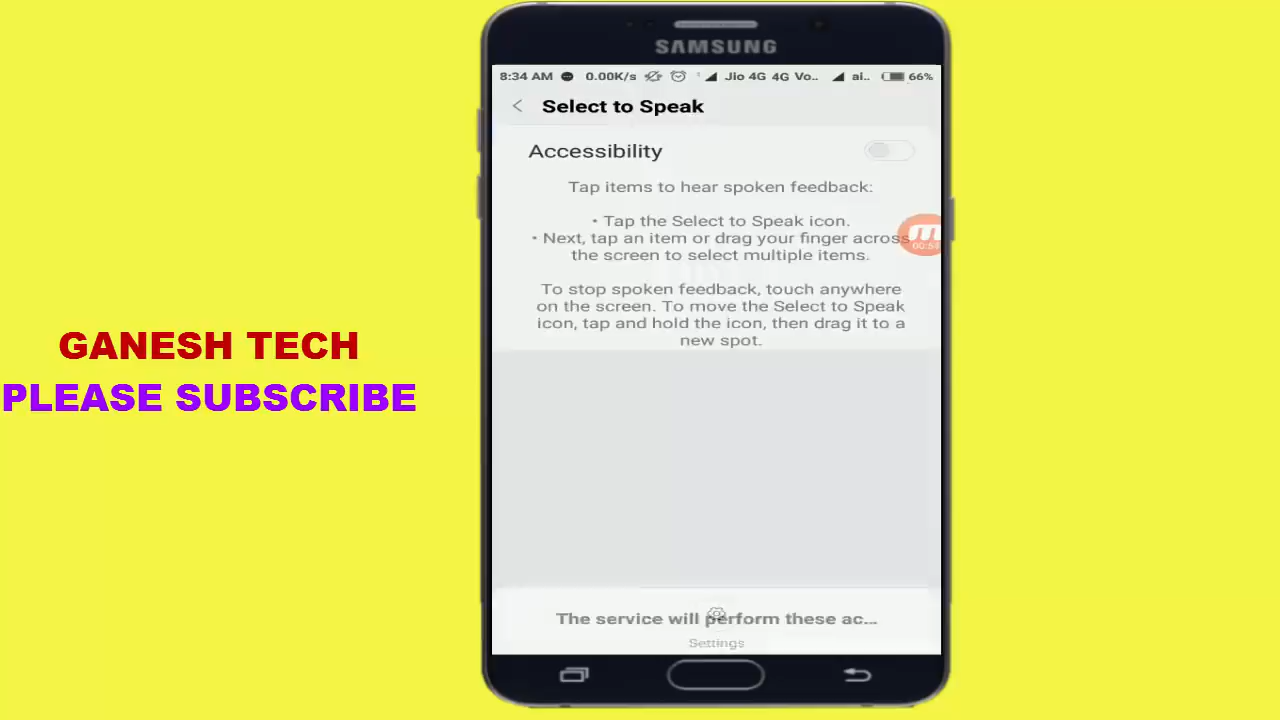 SAMSUNG
8:34 AM 0.00K/s Jio 4G 4G Vo.. ai.. 66%
Select to Speak
Accessibility
Tap items to hear spoken feedback:
• Tap the Select to Speak icon.
• Next, tap an item or drag your finger across
the screen to select multiple items.
To stop spoken feedback, touch anywhere
on the screen. To move the Select to Speak
icon, tap and hold the icon, then drag it to a
new spot.
GANESH TECH
PLEASE SUBSCRIBE
The service will perform these ac...
Settings